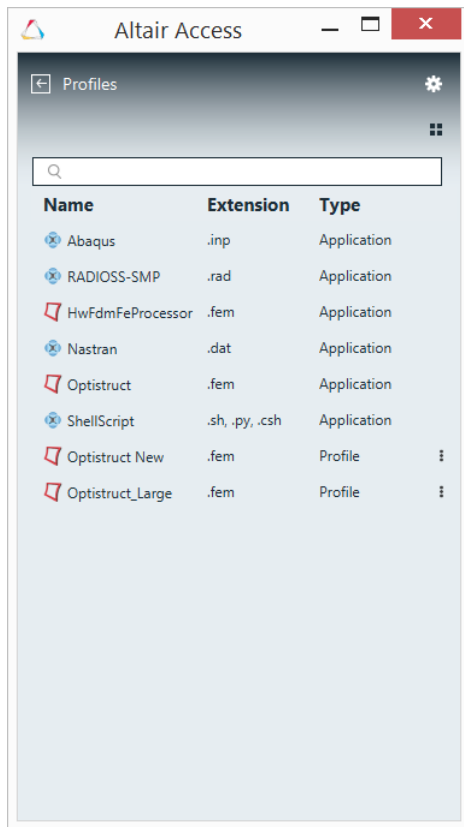 Altair Access
Profiles
Name Extension Type
Abaqus .inp Application
RADIOSS-SMP .rad Application
HwFdmFeProcessor .fem Application
Nastran .dat Application
Optistruct .fem Application
ShellScript .sh, .py, .csh Application
Optistruct New .fem Profile
Optistruct_Large .fem Profile